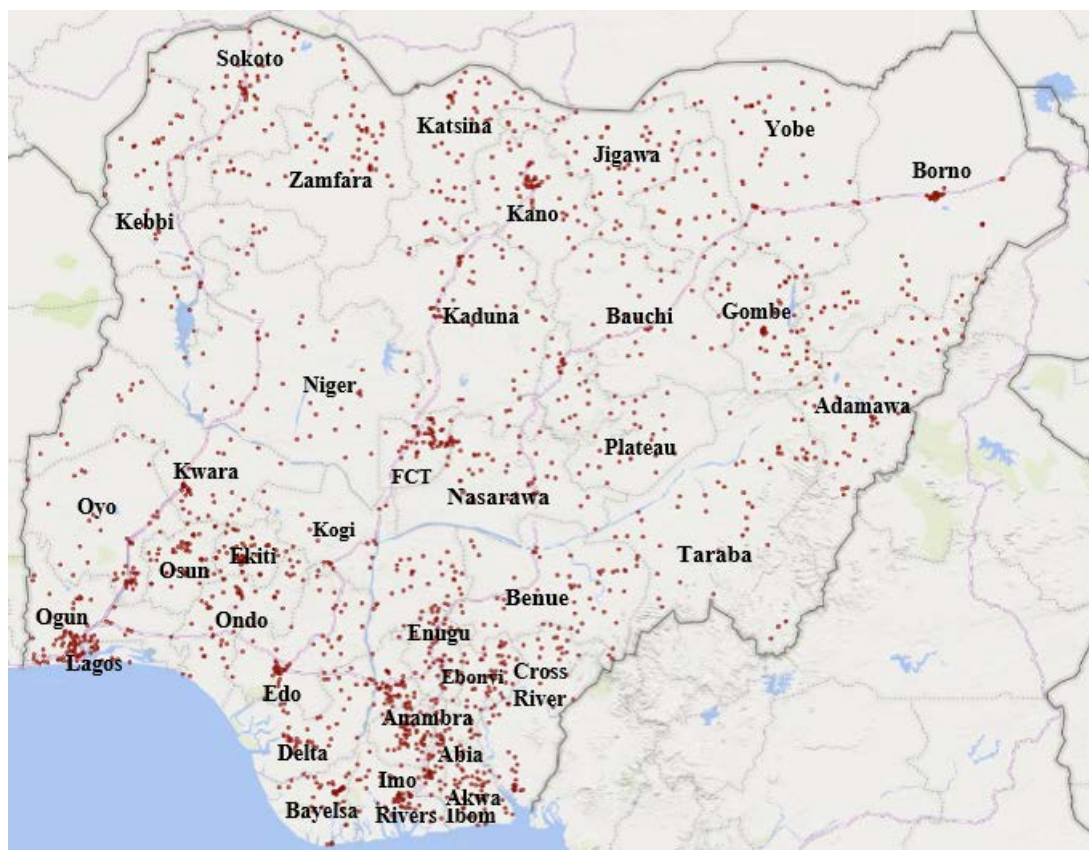 Sokoto
Katsina
Yobe
Jigawa
Zamfara
Borno
Kano
Kebbi
Kaduna
Bauchi
Gombe
Niger
Adamawa
Plateau
Kwara
FCT
Nasarawa
Oyo
Kogi
Osun
Ekiti
Taraba
Benue
Ogun
Ondo
Enugu
Lagos
Ebonyi
Cross
River
Edo
Anambra
Delta
Abia
Imo
Akwa
Bayelsa
Rivers
Ibom